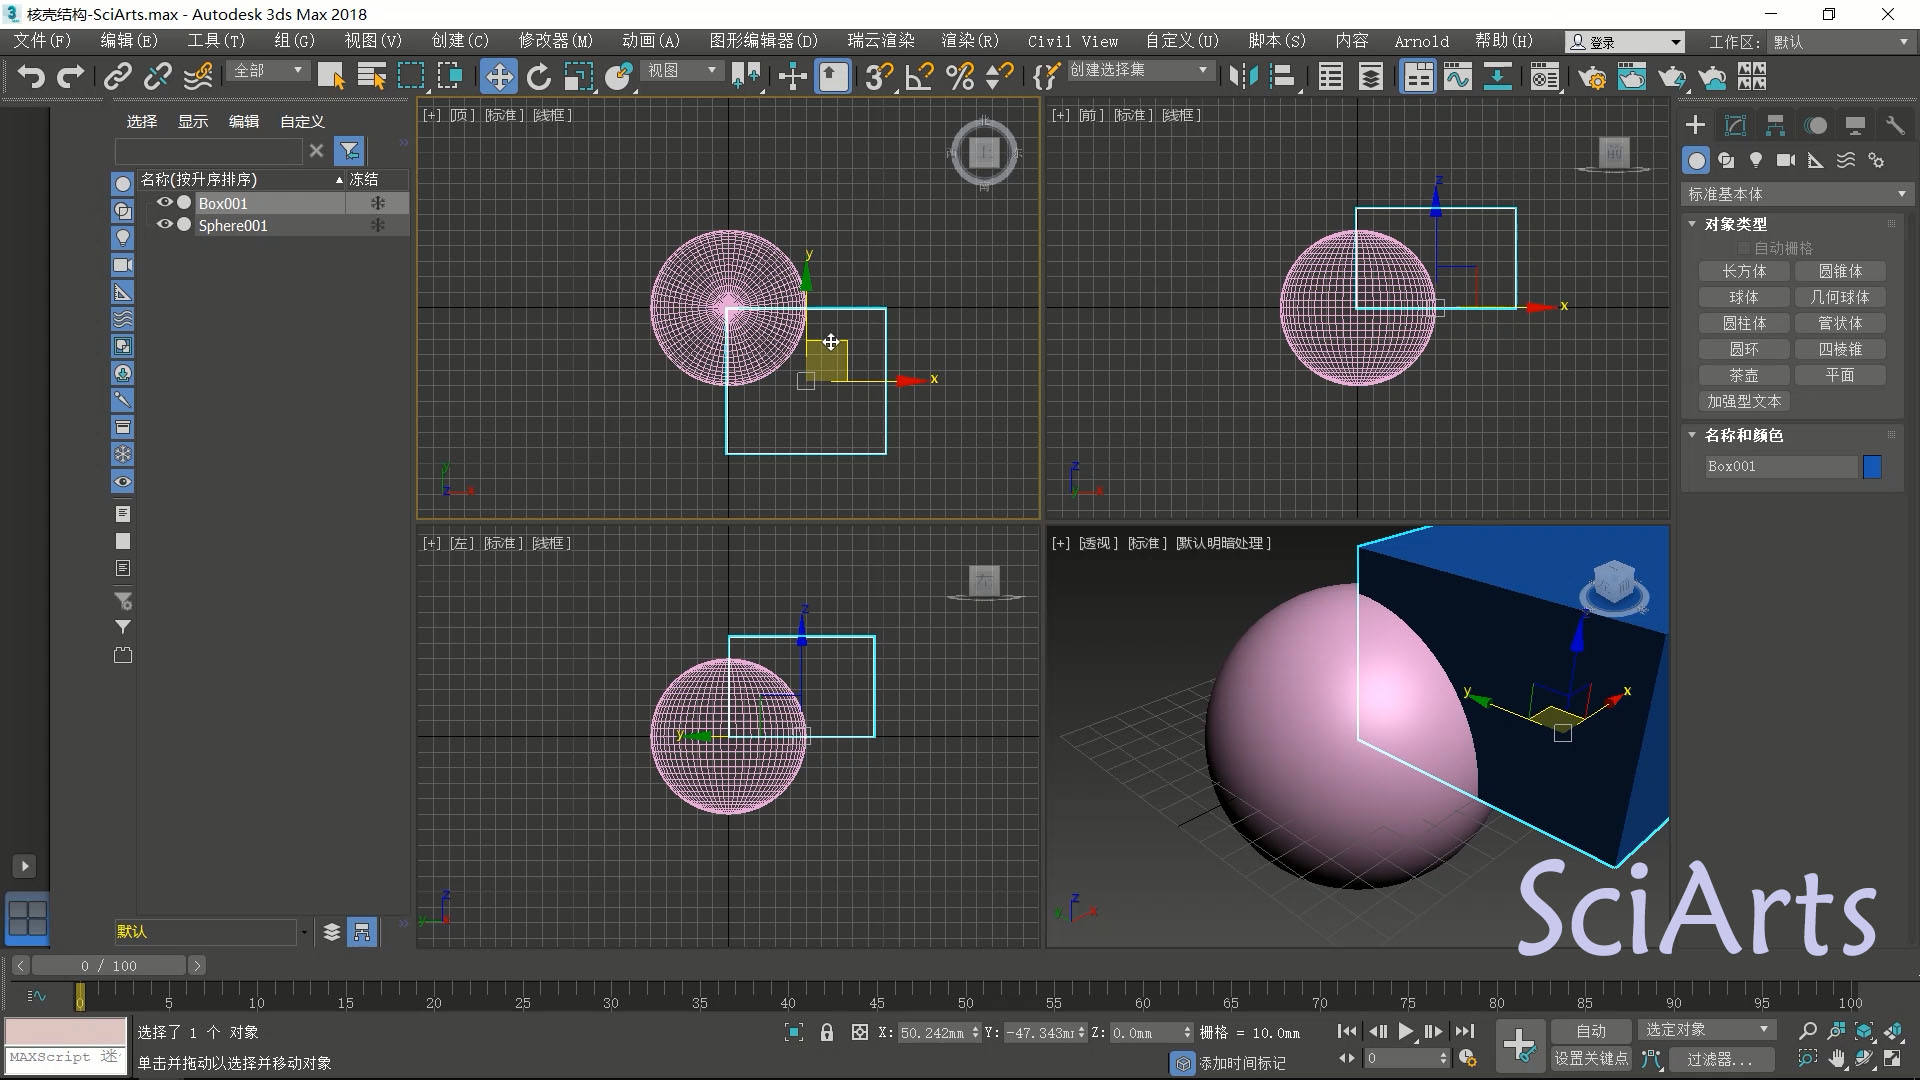 核壳结构-SciArts.max - Autodesk 3ds Max 2018
文件(F) 编辑(E) 工具(T) 组(G) 视图(V) 创建(C) 修改器(M) 动画(A) 图形编辑器(D) 瑞云渲染 渲染(R) Civil View 自定义(U) 脚本(S) 内容 Arnold 帮助(H) 登录 工作区: 默认
全部 视图 创建选择集
选择 显示 编辑 自定义
名称(按升序排序) 冻结
Box001
Sphere001
默认
[+] [顶] [标准] [线框]
北
上
南
y
x
y
z x
[+] [前] [标准] [线框]
前
z
x
z
y x
[+] [左] [标准] [线框]
左
z
y
z
y x
[+] [透视] [标准] [默认明暗处理]
z
y
x
z
y x
SciArts
标准基本体
对象类型
自动栅格
长方体 圆锥体
球体 几何球体
圆柱体 管状体
圆环 四棱锥
茶壶 平面
加强型文本
名称和颜色
Box001
0 / 100
0 5 10 15 20 25 30 35 40 45 50 55 60 65 70 75 80 85 90 95 100
选择了 1 个 对象
X: 50.242mm Y: -47.343m Z: 0.0mm 栅格 = 10.0mm
自动 选定对象
MAXScript 迷
单击并拖动以选择并移动对象
添加时间标记
0
设置关键点 过滤器...